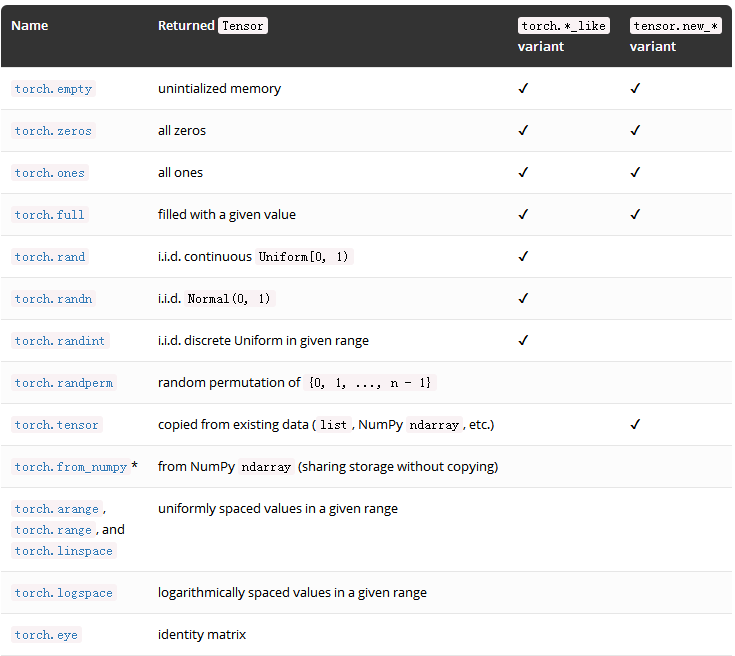 Name Returned Tensor torch.*_like tensor.new_*
variant variant
torch.empty unintialized memory ✓ ✓
torch.zeros all zeros ✓ ✓
torch.ones all ones ✓ ✓
torch.full filled with a given value ✓ ✓
torch.rand i.i.d. continuous Uniform[0, 1) ✓
torch.randn i.i.d. Normal(0, 1) ✓
torch.randint i.i.d. discrete Uniform in given range ✓
torch.randperm random permutation of {0, 1, ..., n - 1}
torch.tensor copied from existing data ( list , NumPy ndarray , etc.) ✓
torch.from_numpy * from NumPy ndarray (sharing storage without copying)
torch.arange , uniformly spaced values in a given range
torch.range , and
torch.linspace
torch.logspace logarithmically spaced values in a given range
torch.eye identity matrix